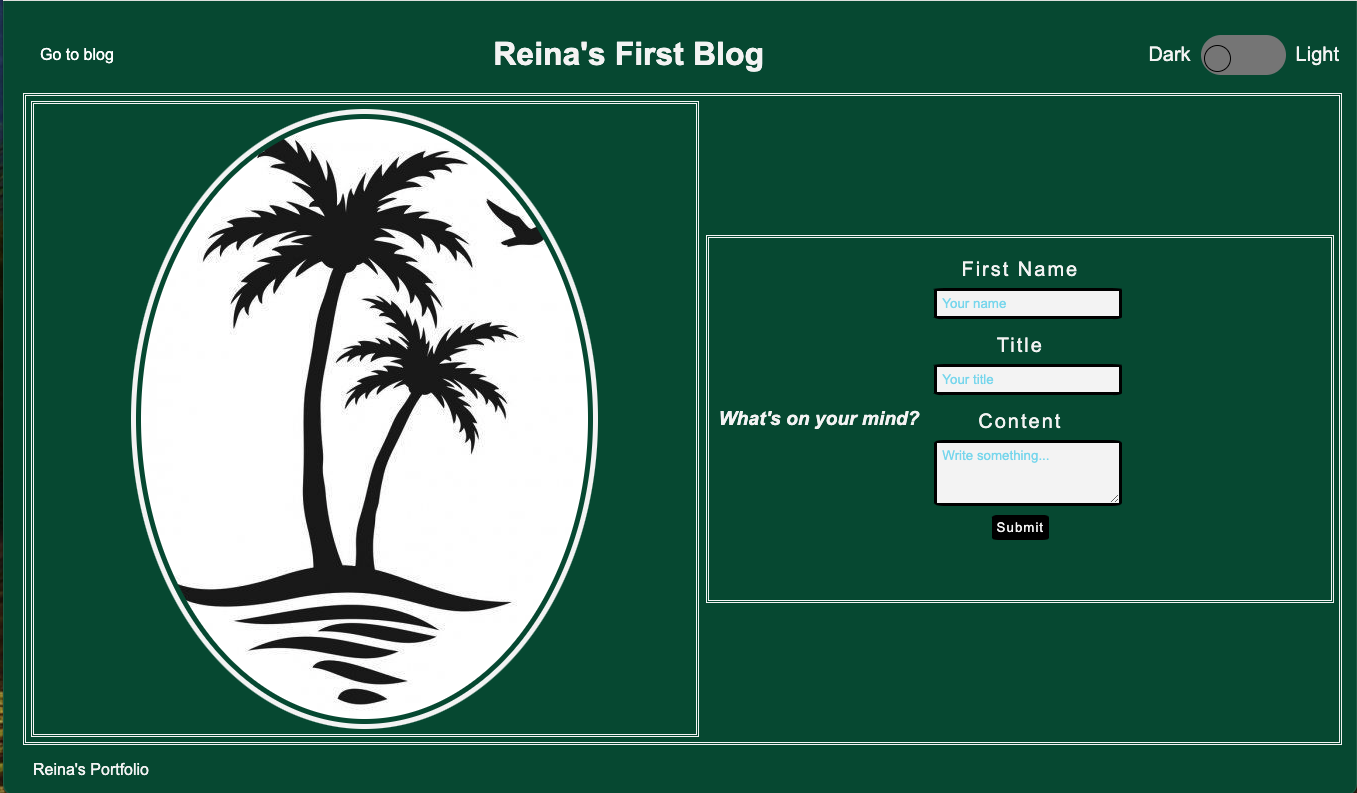 Go to blog
Reina's First Blog
Dark
Light
First Name
Your name
Title
Your title
What's on your mind?
Content
Write something...
Submit
Reina's Portfolio